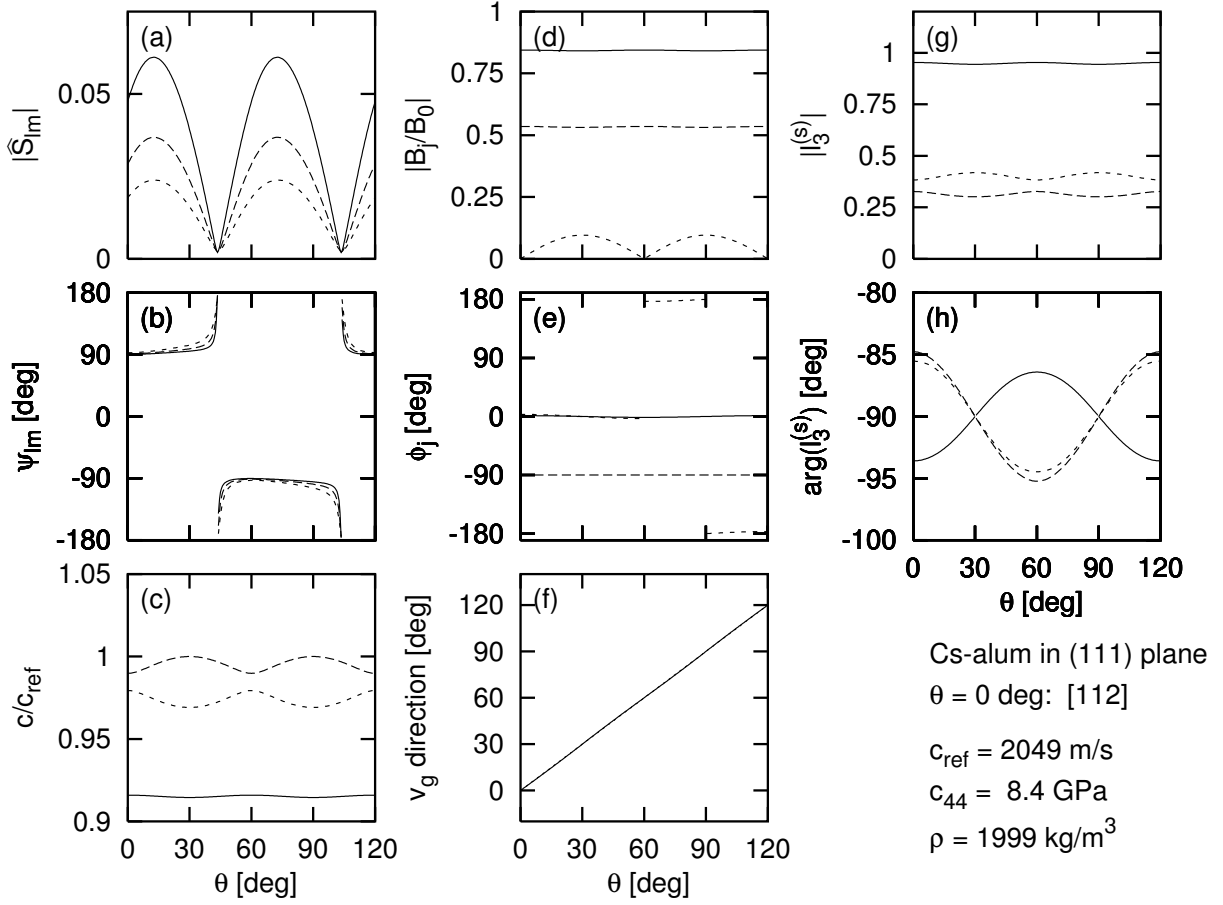 (a)
0.05
0
|Ŝlm|
(d)
1
0.75
0.5
0.25
0
|Bj/B0|
(g)
1
0.75
0.5
0.25
0
|I3(s)|
(b)
180
90
0
-90
-180
ψlm [deg]
(e)
180
90
0
-90
-180
ϕj [deg]
(h)
-80
-85
-90
-95
-100
arg(I3(s)) [deg]
0 30 60 90 120
θ [deg]
(c)
1.05
1
0.95
0.9
c/cref
0 30 60 90 120
θ [deg]
(f)
120
90
60
30
0
vg direction [deg]
0 30 60 90 120
θ [deg]
Cs-alum in (111) plane
θ = 0 deg: [112]
cref = 2049 m/s
c44 = 8.4 GPa
ρ = 1999 kg/m3